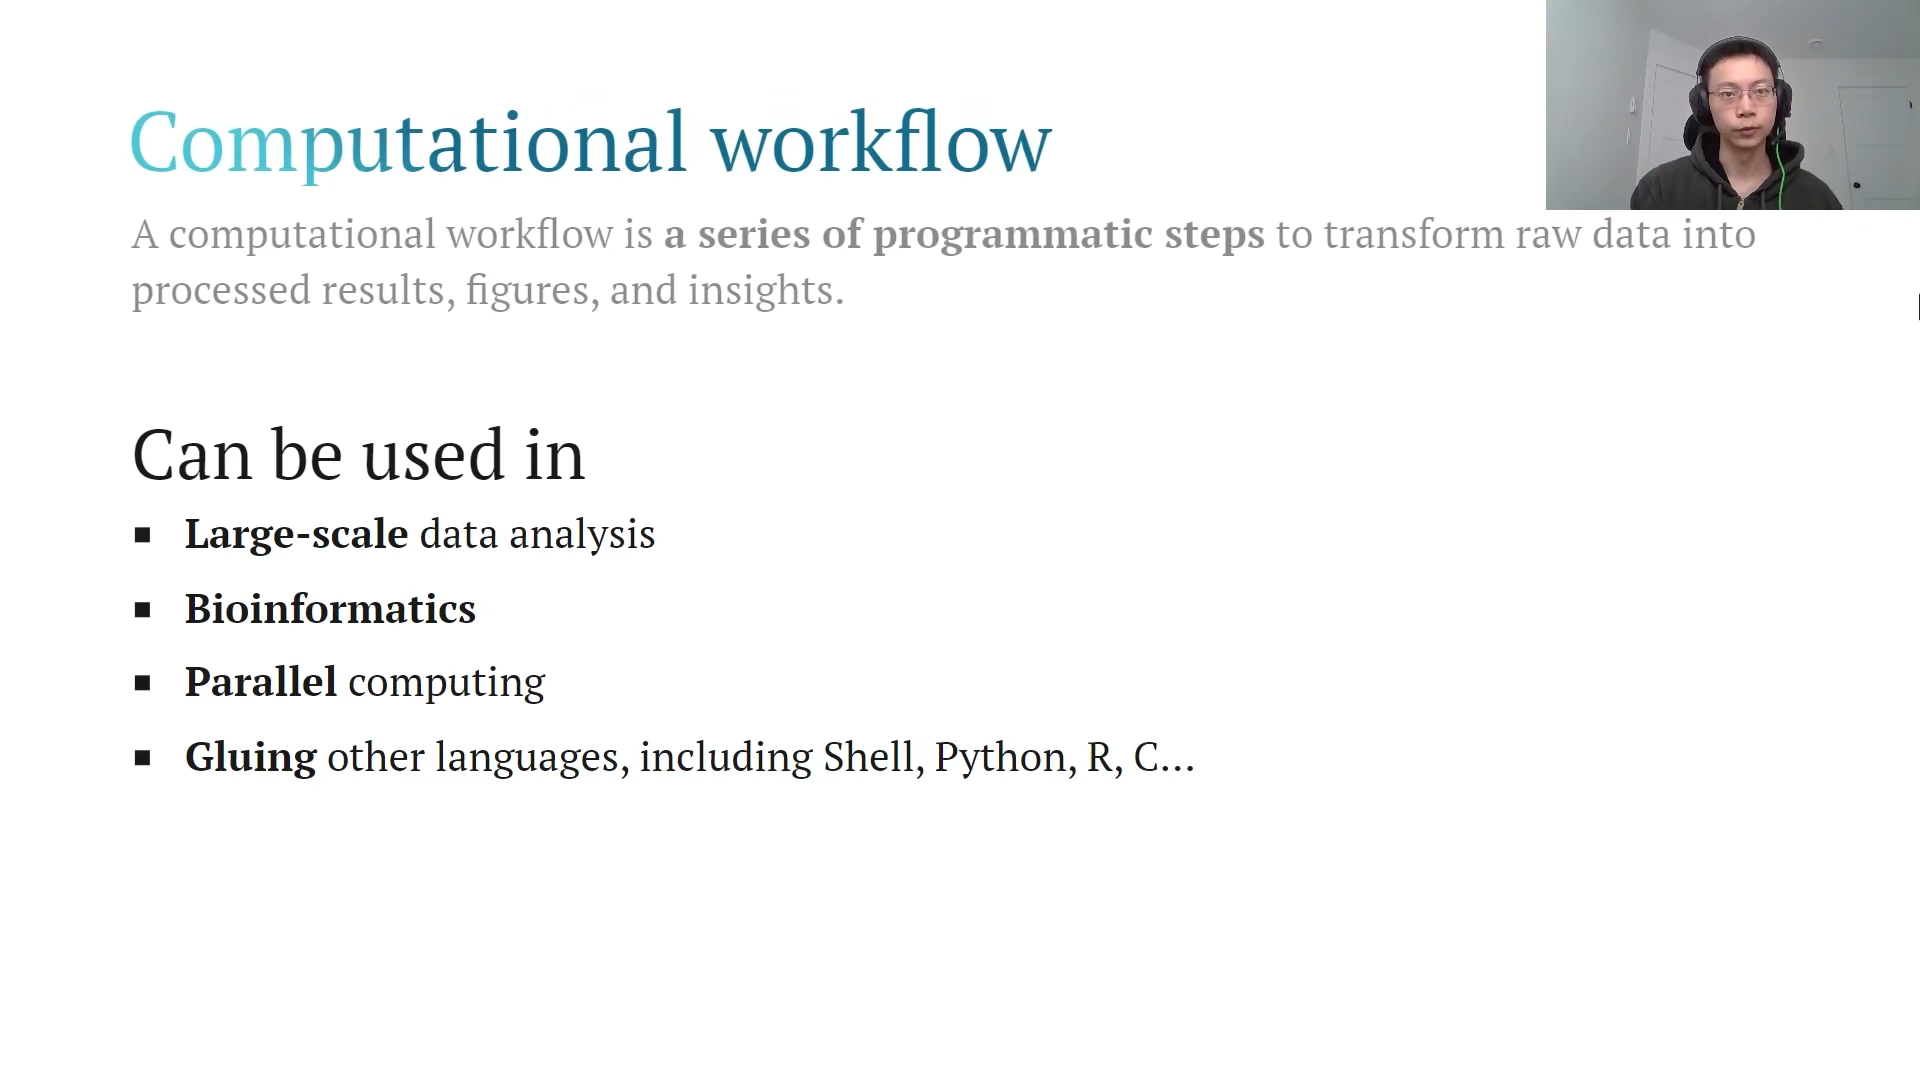 Computational workflow
A computational workflow is a series of programmatic steps to transform raw data into
processed results, figures, and insights.
Can be used in
Large-scale data analysis
Bioinformatics
Parallel computing
Gluing other languages, including Shell, Python, R, C...